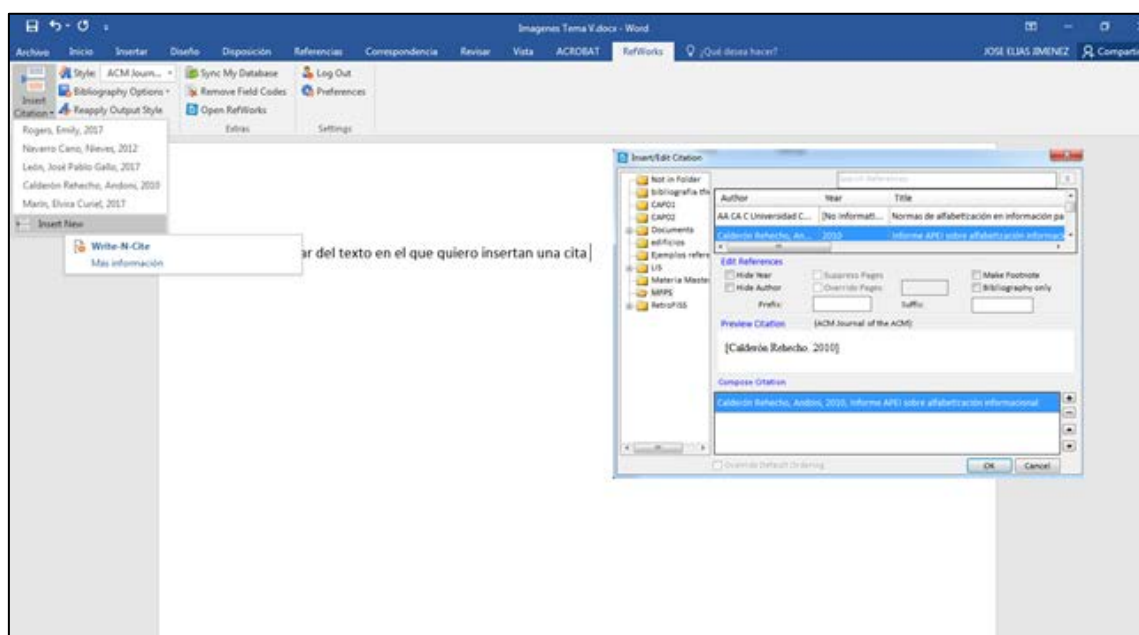 Imagenes Tema V.docx - Word
Archivo Inicio Insertar Diseño Disposición Referencias Correspondencia Revisar Vista ACROBAT RefWorks ¿Qué desea hacer? JOSE ELIAS JIMENEZ Compartir
Insert Citation
Style ACM Journ...
Bibliography Options
Reapply Output Style
Sync My Database
Remove Field Codes
Open RefWorks
Extras
Log Out
Preferences
Settings
Rogers, Emily, 2017
Navarro Cano, Nieves, 2012
León, José Pablo Gallo, 2017
Calderón Rehecho, Andoni, 2010
Marín, Elvira Curiel, 2017
Insert New
Write-N-Cite
Más información
ar del texto en el que quiero insertan una cita
Insert/Edit Citation
Not in Folder
bibliografia
CAP01
CAP02
Documents
edificios
Ejemplos refere
LIS
Materia Master
MIPPS
RetroFISS
Search References
Author Year Title
AA CA C Universidad C... [No informati... Normas de alfabetización en información pa
Calderón Rehecho, An... 2010 Informe APEI sobre alfabetización informaci
Edit References
Hide Year Suppress Pages Make Footnote
Hide Author Override Pages Bibliography only
Prefix: Suffix:
Preview Citation (ACM Journal of the ACM)
[Calderón Rehecho, 2010]
Compose Citation
Calderón Rehecho, Andoni, 2010, Informe APEI sobre alfabetización informacional
Override Default Ordering
OK Cancel